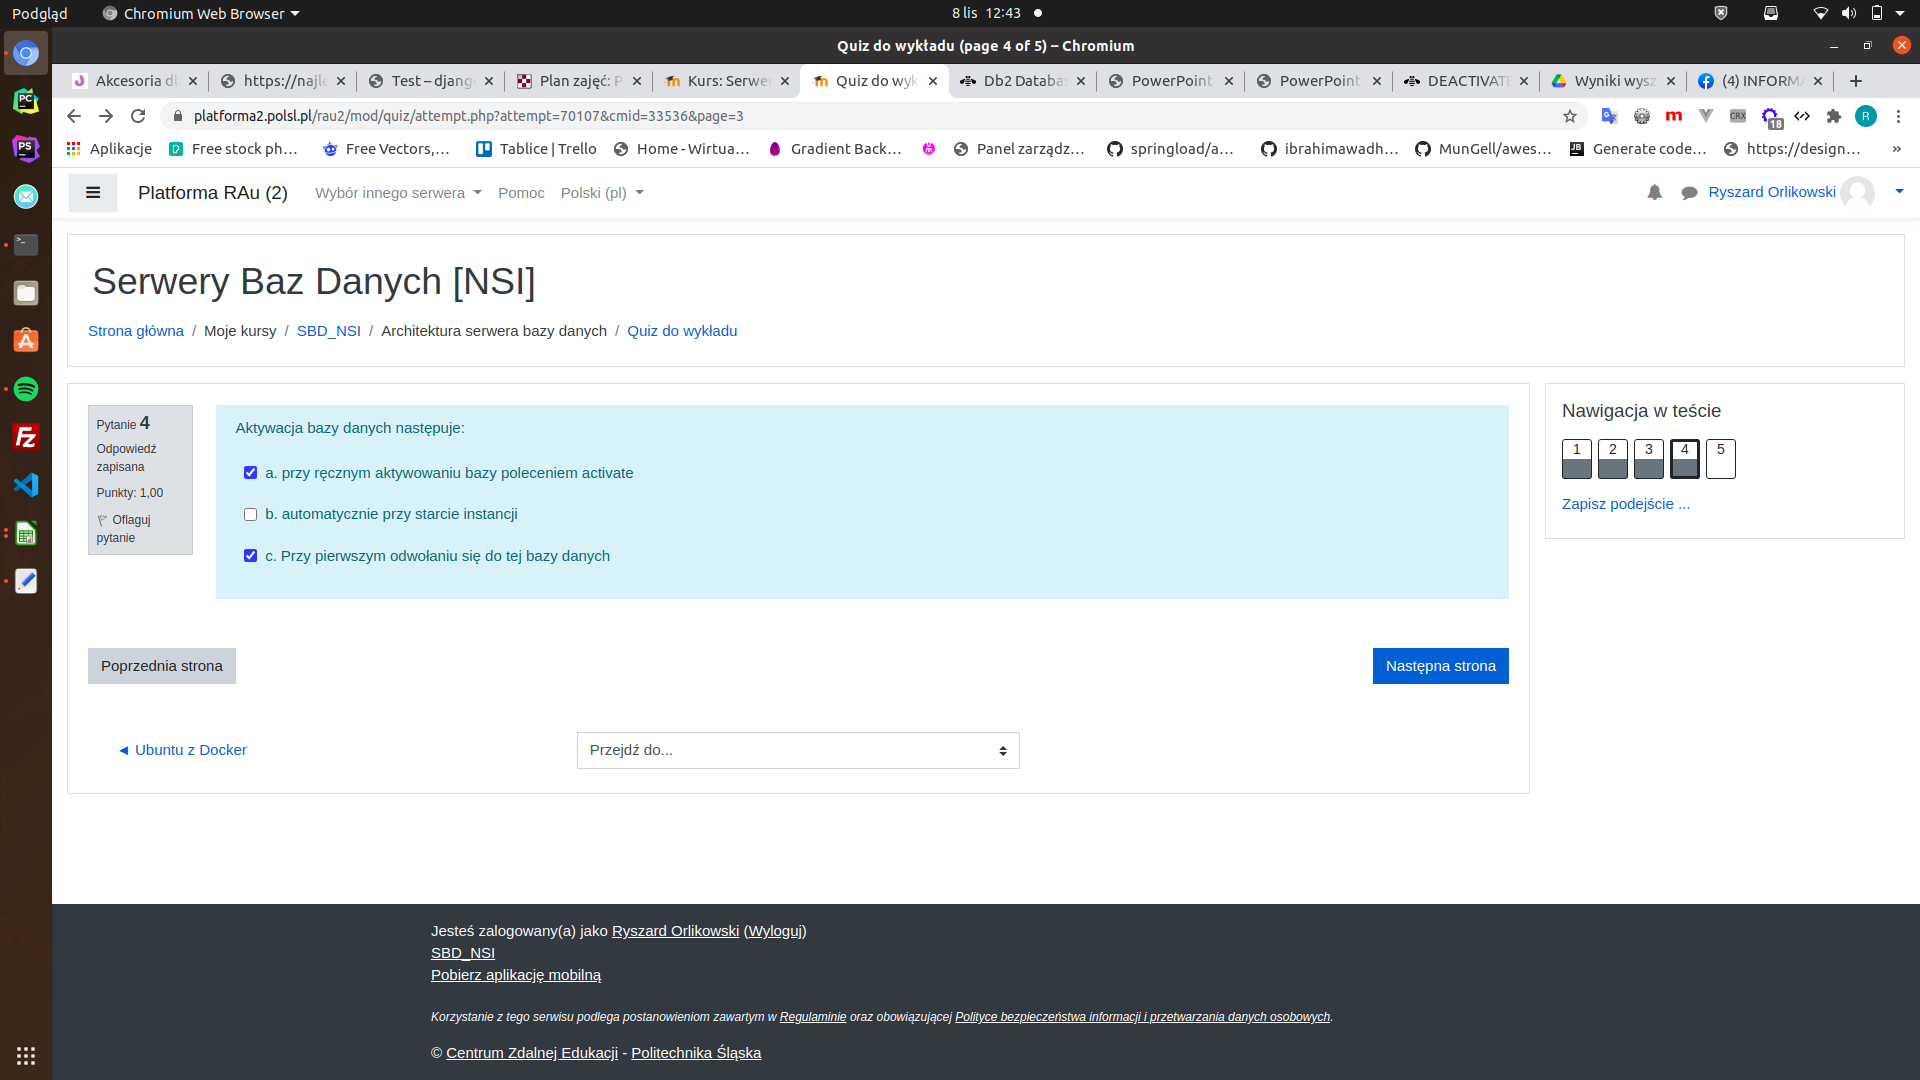 Podgląd
Chromium Web Browser
8 lis 12:43
Quiz do wykładu (page 4 of 5) – Chromium
Akcesoria dl
https://najle
Test – djang
Plan zajęć: P
Kurs: Serwer
Quiz do wyk
Db2 Databa
PowerPoint
PowerPoint
DEACTIVATE
Wyniki wysz
(4) INFORMA
platforma2.polsl.pl/rau2/mod/quiz/attempt.php?attempt=70107&cmid=33536&page=3
CRX
18
R
Aplikacje
Free stock ph…
Free Vectors,…
Tablice | Trello
Home - Wirtua…
Gradient Back…
Panel zarządz…
springload/a…
ibrahimawadh…
MunGell/awes…
Generate code…
https://design…
»
Platforma RAu (2)
Wybór innego serwera
Pomoc
Polski (pl)
Ryszard Orlikowski
Serwery Baz Danych [NSI]
Strona główna / Moje kursy / SBD_NSI / Architektura serwera bazy danych / Quiz do wykładu
Pytanie 4
Odpowiedź
zapisana
Punkty: 1,00
Oflaguj
pytanie
Aktywacja bazy danych następuje:
a. przy ręcznym aktywowaniu bazy poleceniem activate
b. automatycznie przy starcie instancji
c. Przy pierwszym odwołaniu się do tej bazy danych
Nawigacja w teście
1 2 3 4 5
Zapisz podejście ...
Poprzednia strona
Następna strona
◄ Ubuntu z Docker
Przejdź do...
Jesteś zalogowany(a) jako Ryszard Orlikowski (Wyloguj)
SBD_NSI
Pobierz aplikację mobilną
Korzystanie z tego serwisu podlega postanowieniom zawartym w Regulaminie oraz obowiązującej Polityce bezpieczeństwa informacji i przetwarzania danych osobowych.
© Centrum Zdalnej Edukacji - Politechnika Śląska